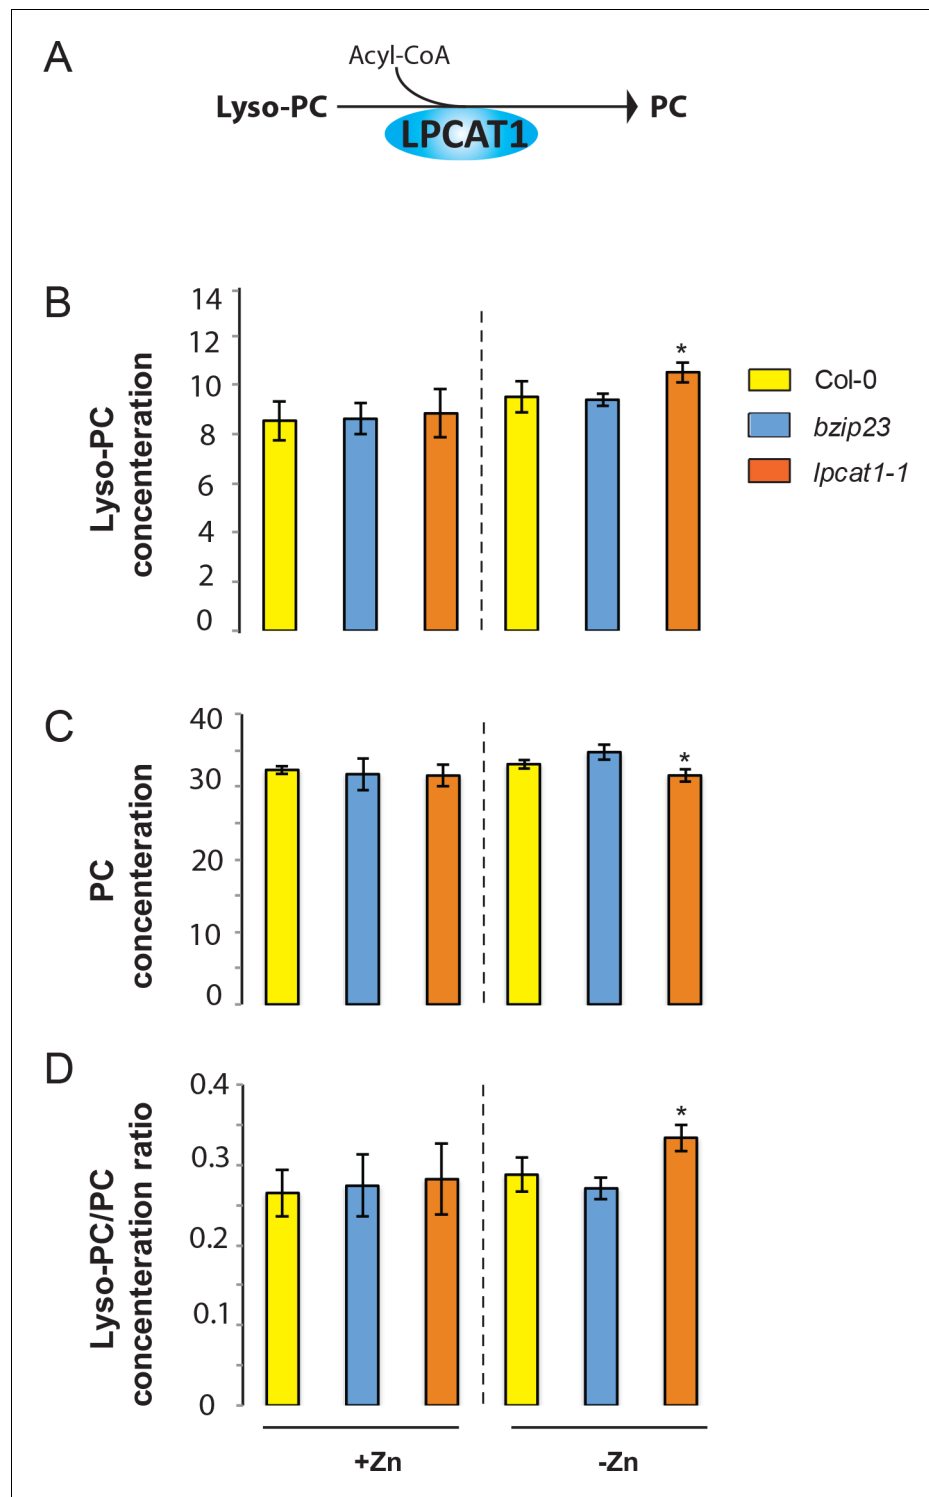 A
Acyl-CoA
Lyso-PC
PC
LPCAT1
B
Lyso-PC
concenteration
14
12
10
8
6
4
2
0
*
Col-0
bzip23
lpcat1-1
C
PC
concenteration
40
30
20
10
0
*
D
Lyso-PC/PC
concenteration ratio
0.4
0.3
0.2
0.1
0
*
+Zn
-Zn